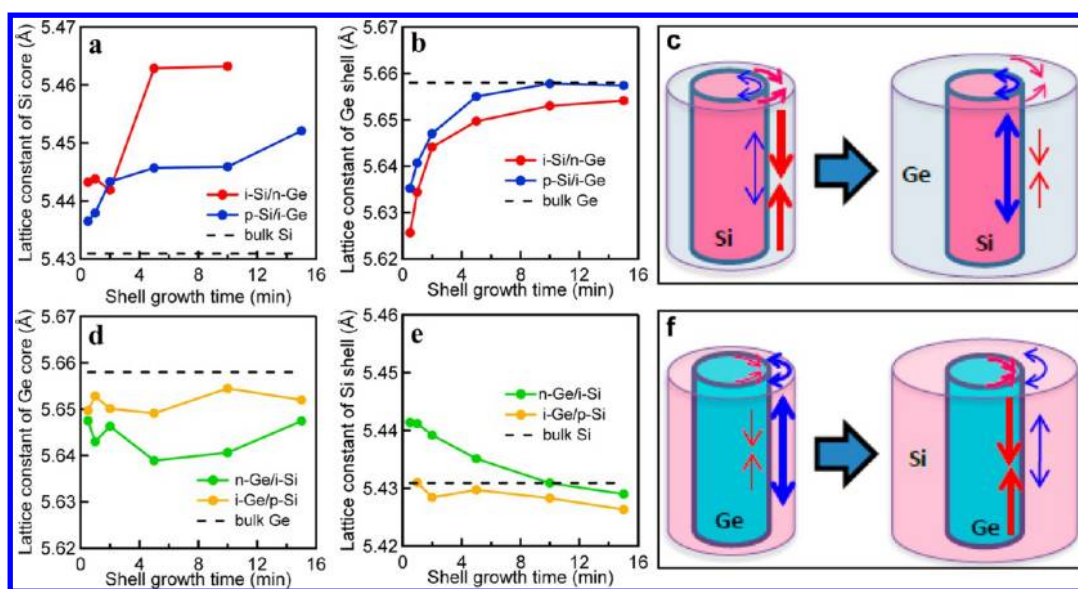 a
Lattice constant of Si core (Å)
5.47
5.46
5.45
5.44
5.43
i-Si/n-Ge
p-Si/i-Ge
bulk Si
0 4 8 12 16
Shell growth time (min)
b
Lattice constant of Ge shell (Å)
5.67
5.66
5.65
5.64
5.63
5.62
i-Si/n-Ge
p-Si/i-Ge
bulk Ge
0 4 8 12 16
Shell growth time (min)
c
Si
Ge
Si
d
Lattice constant of Ge core (Å)
5.67
5.66
5.65
5.64
5.63
5.62
n-Ge/i-Si
i-Ge/p-Si
bulk Ge
0 4 8 12 16
Shell growth time (min)
e
Lattice constant of Si shell (Å)
5.46
5.45
5.44
5.43
5.42
n-Ge/i-Si
i-Ge/p-Si
bulk Si
0 4 8 12 16
Shell growth time (min)
f
Ge
Si
Ge